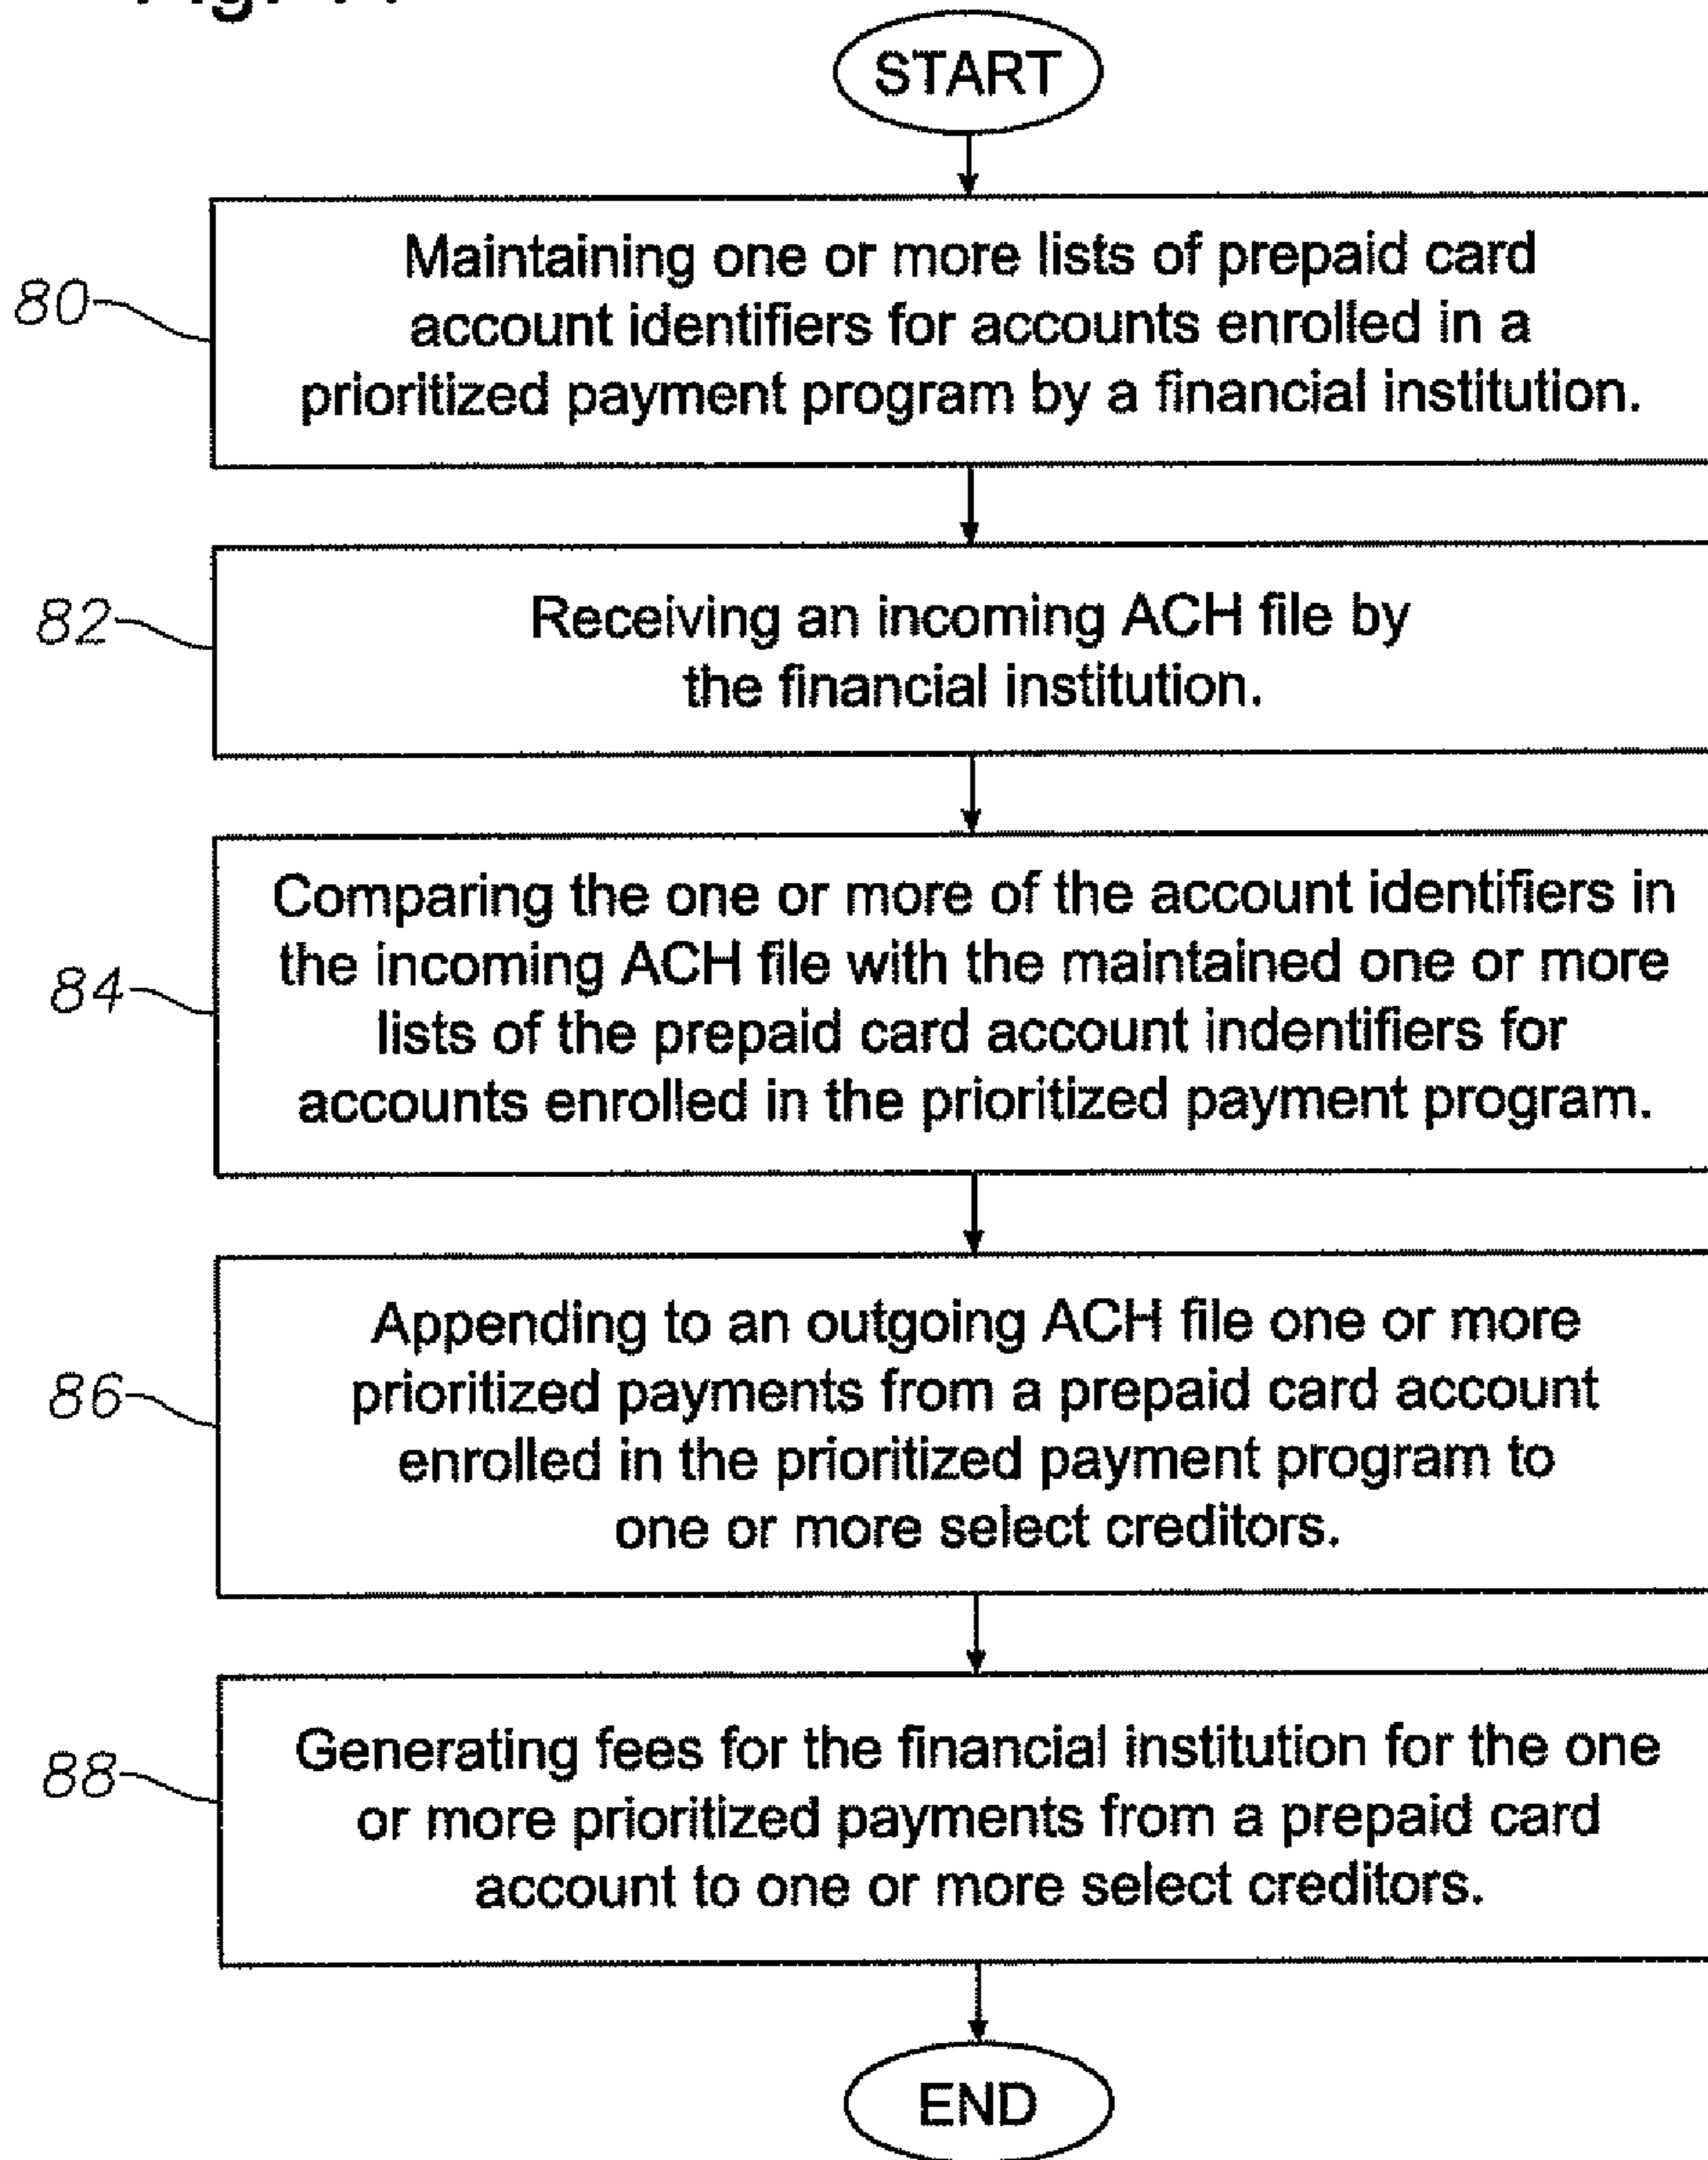 START
80
Maintaining one or more lists of prepaid card
account identifiers for accounts enrolled in a
prioritized payment program by a financial institution.
82
Receiving an incoming ACH file by
the financial institution.
84
Comparing the one or more of the account identifiers in
the incoming ACH file with the maintained one or more
lists of the prepaid card account indentifiers for
accounts enrolled in the prioritized payment program.
86
Appending to an outgoing ACH file one or more
prioritized payments from a prepaid card account
enrolled in the prioritized payment program to
one or more select creditors.
88
Generating fees for the financial institution for the one
or more prioritized payments from a prepaid card
account to one or more select creditors.
END